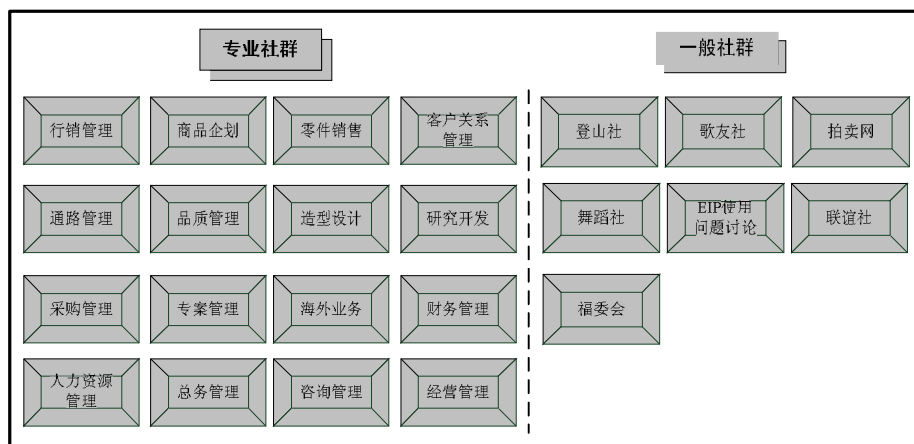 专业社群
一般社群
行销管理
商品企划
零件销售
客户关系
管理
登山社
歌友社
拍卖网
通路管理
品质管理
造型设计
研究开发
舞蹈社
EIP使用
问题讨论
联谊社
采购管理
专案管理
海外业务
财务管理
福委会
人力资源
管理
总务管理
咨询管理
经营管理